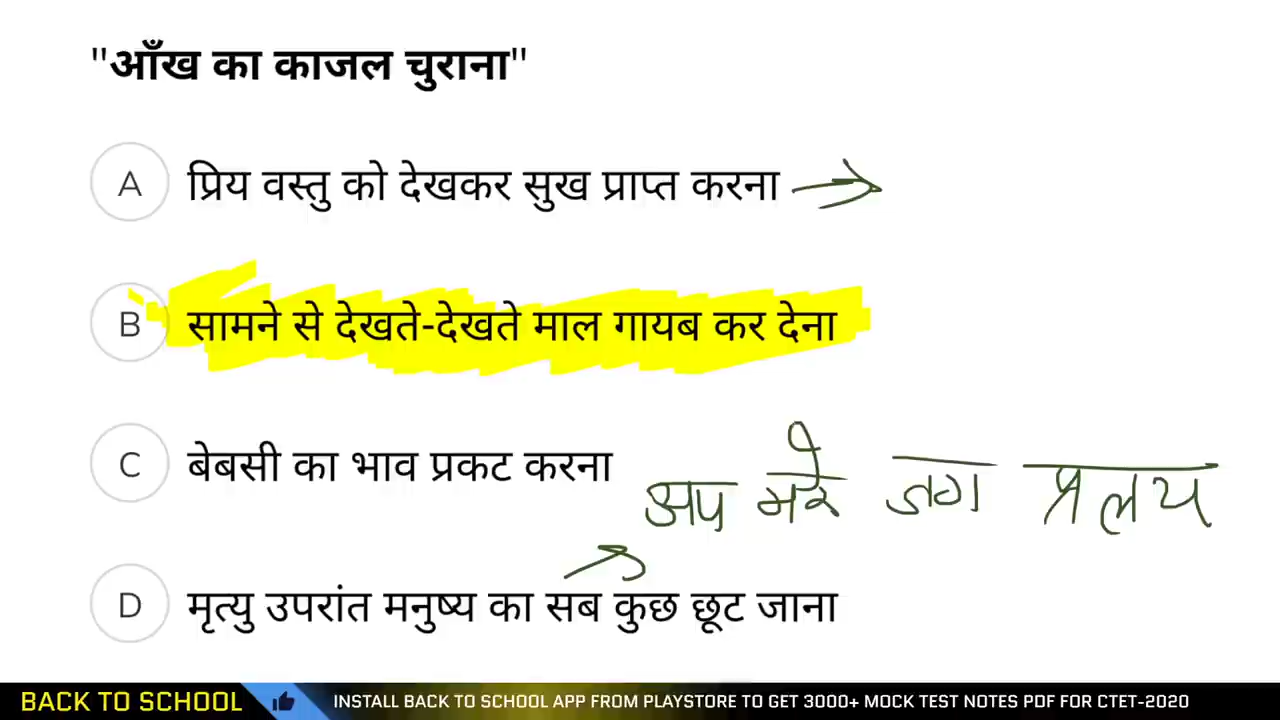 "आँख का काजल चुराना"
A प्रिय वस्तु को देखकर सुख प्राप्त करना
B सामने से देखते-देखते माल गायब कर देना
C बेबसी का भाव प्रकट करना
अप मरे जग प्रलय
D मृत्यु उपरांत मनुष्य का सब कुछ छूट जाना
BACK TO SCHOOL INSTALL BACK TO SCHOOL APP FROM PLAYSTORE TO GET 3000+ MOCK TEST NOTES PDF FOR CTET-2020